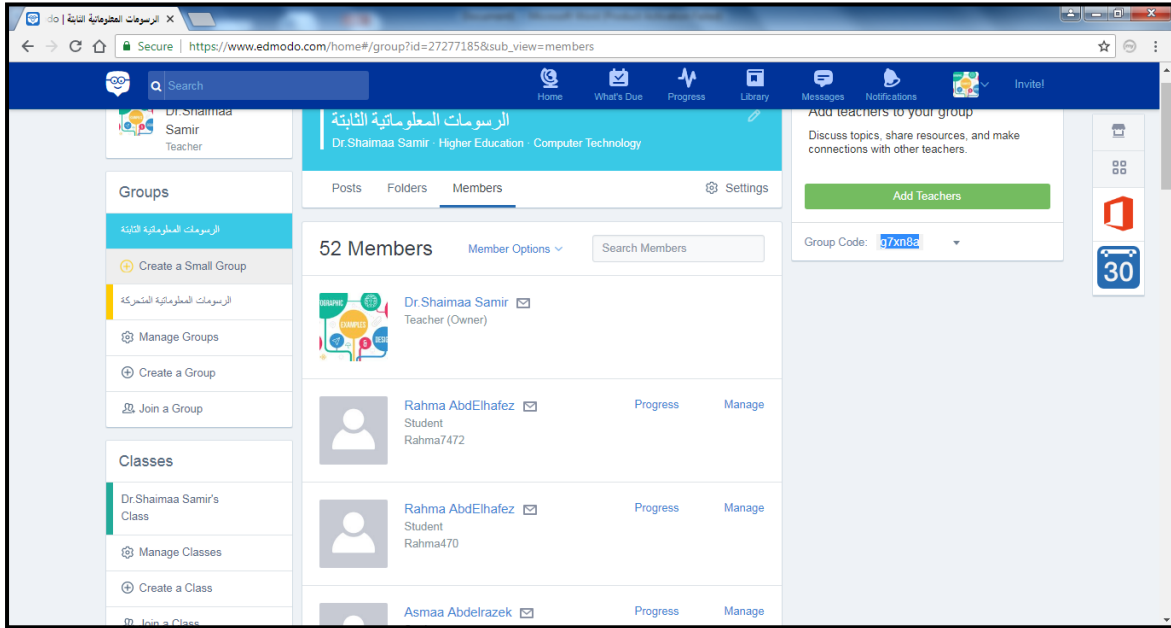 الرسومات المعلوماتية الثابتة | do
Secure | https://www.edmodo.com/home#/group?id=27277185&sub_view=members
Search
Home
What's Due
Progress
Library
Messages
Notifications
Invite!
Dr.Shaimaa
Samir
Teacher
Groups
الرسومات المعلوماتية الثابتة
Create a Small Group
الرسومات المعلوماتية المتحركة
Manage Groups
Create a Group
Join a Group
Classes
Dr.Shaimaa Samir's
Class
Manage Classes
Create a Class
Join a Class
الرسومات المعلوماتية الثابتة
Dr.Shaimaa Samir · Higher Education · Computer Technology
Posts
Folders
Members
Settings
52 Members
Member Options
Search Members
EXAMPLES
Dr.Shaimaa Samir
Teacher (Owner)
Rahma AbdElhafez
Student
Rahma7472
Progress
Manage
Rahma AbdElhafez
Student
Rahma470
Progress
Manage
Asmaa Abdelrazek
Progress
Manage
Add teachers to your group
Discuss topics, share resources, and make
connections with other teachers.
Add Teachers
Group Code: g7xn8a
30